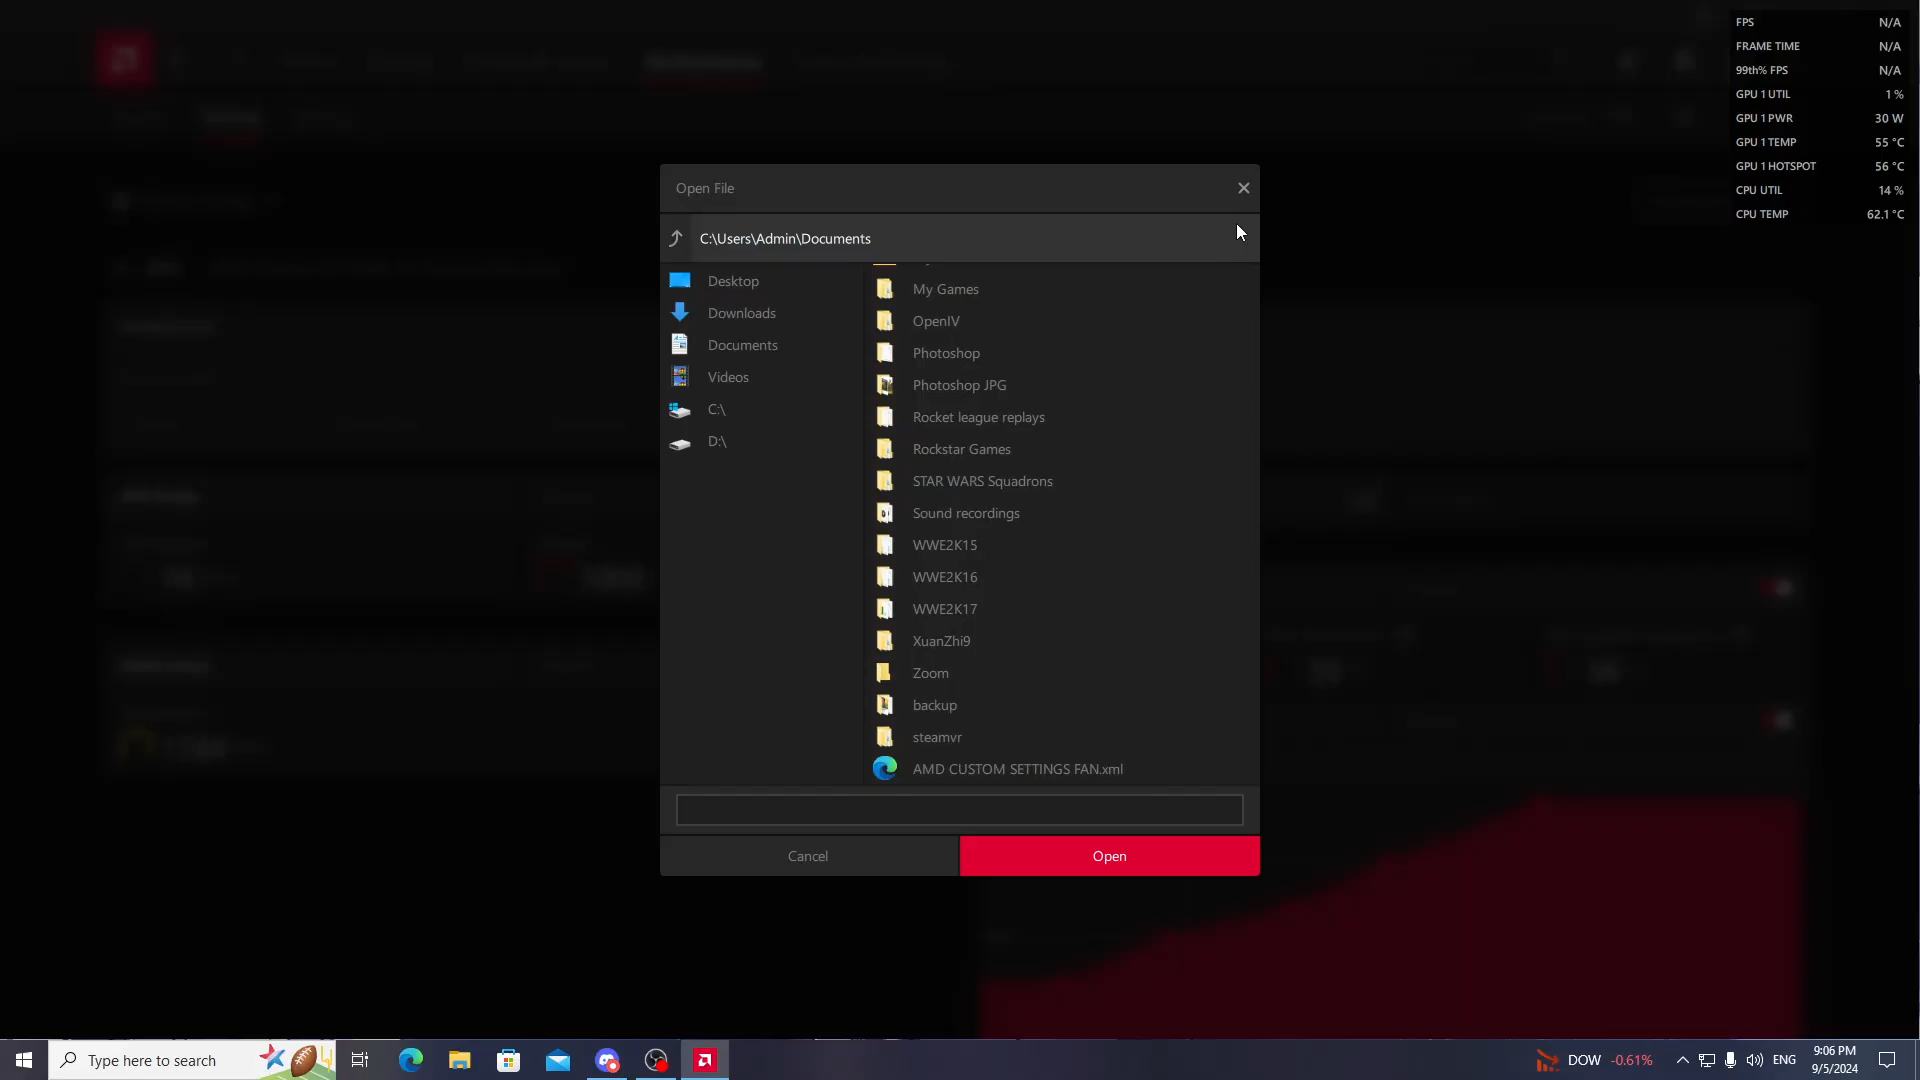 FPS N/A
FRAME TIME N/A
99th% FPS N/A
GPU 1 UTIL 1 %
GPU 1 PWR 30 W
GPU 1 TEMP 55 °C
GPU 1 HOTSPOT 56 °C
CPU UTIL 14 %
CPU TEMP 62.1 °C
Open File
C:\Users\Admin\Documents
Desktop
Downloads
Documents
Videos
C:\
D:\
My Games
OpenIV
Photoshop
Photoshop JPG
Rocket league replays
Rockstar Games
STAR WARS Squadrons
Sound recordings
WWE2K15
WWE2K16
WWE2K17
XuanZhi9
Zoom
backup
steamvr
AMD CUSTOM SETTINGS FAN.xml
Cancel
Open
Type here to search
DOW -0.61%
ENG
9:06 PM
9/5/2024